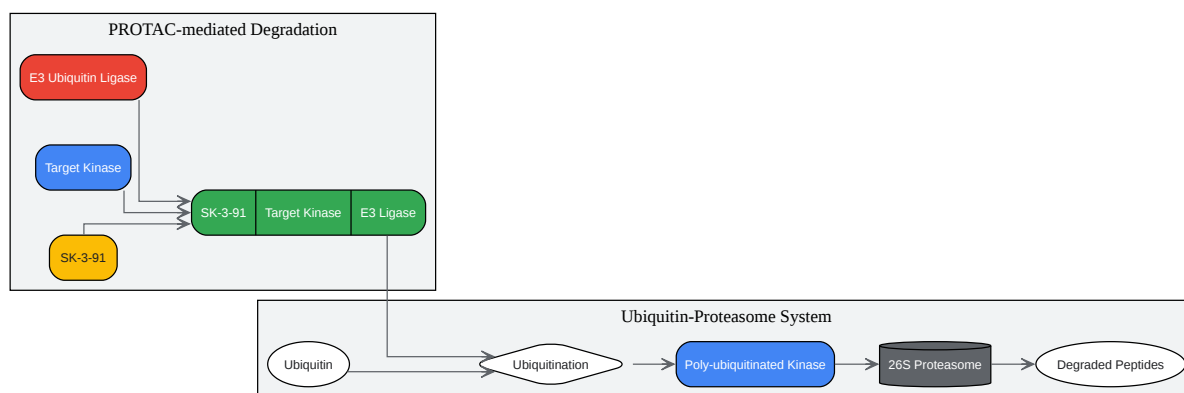 PROTAC-mediated Degradation
E3 Ubiquitin Ligase
Target Kinase
SK-3-91
SK-3-91
Target Kinase
E3 Ligase
Ubiquitin-Proteasome System
Ubiquitin
Ubiquitination
Poly-ubiquitinated Kinase
26S Proteasome
Degraded Peptides